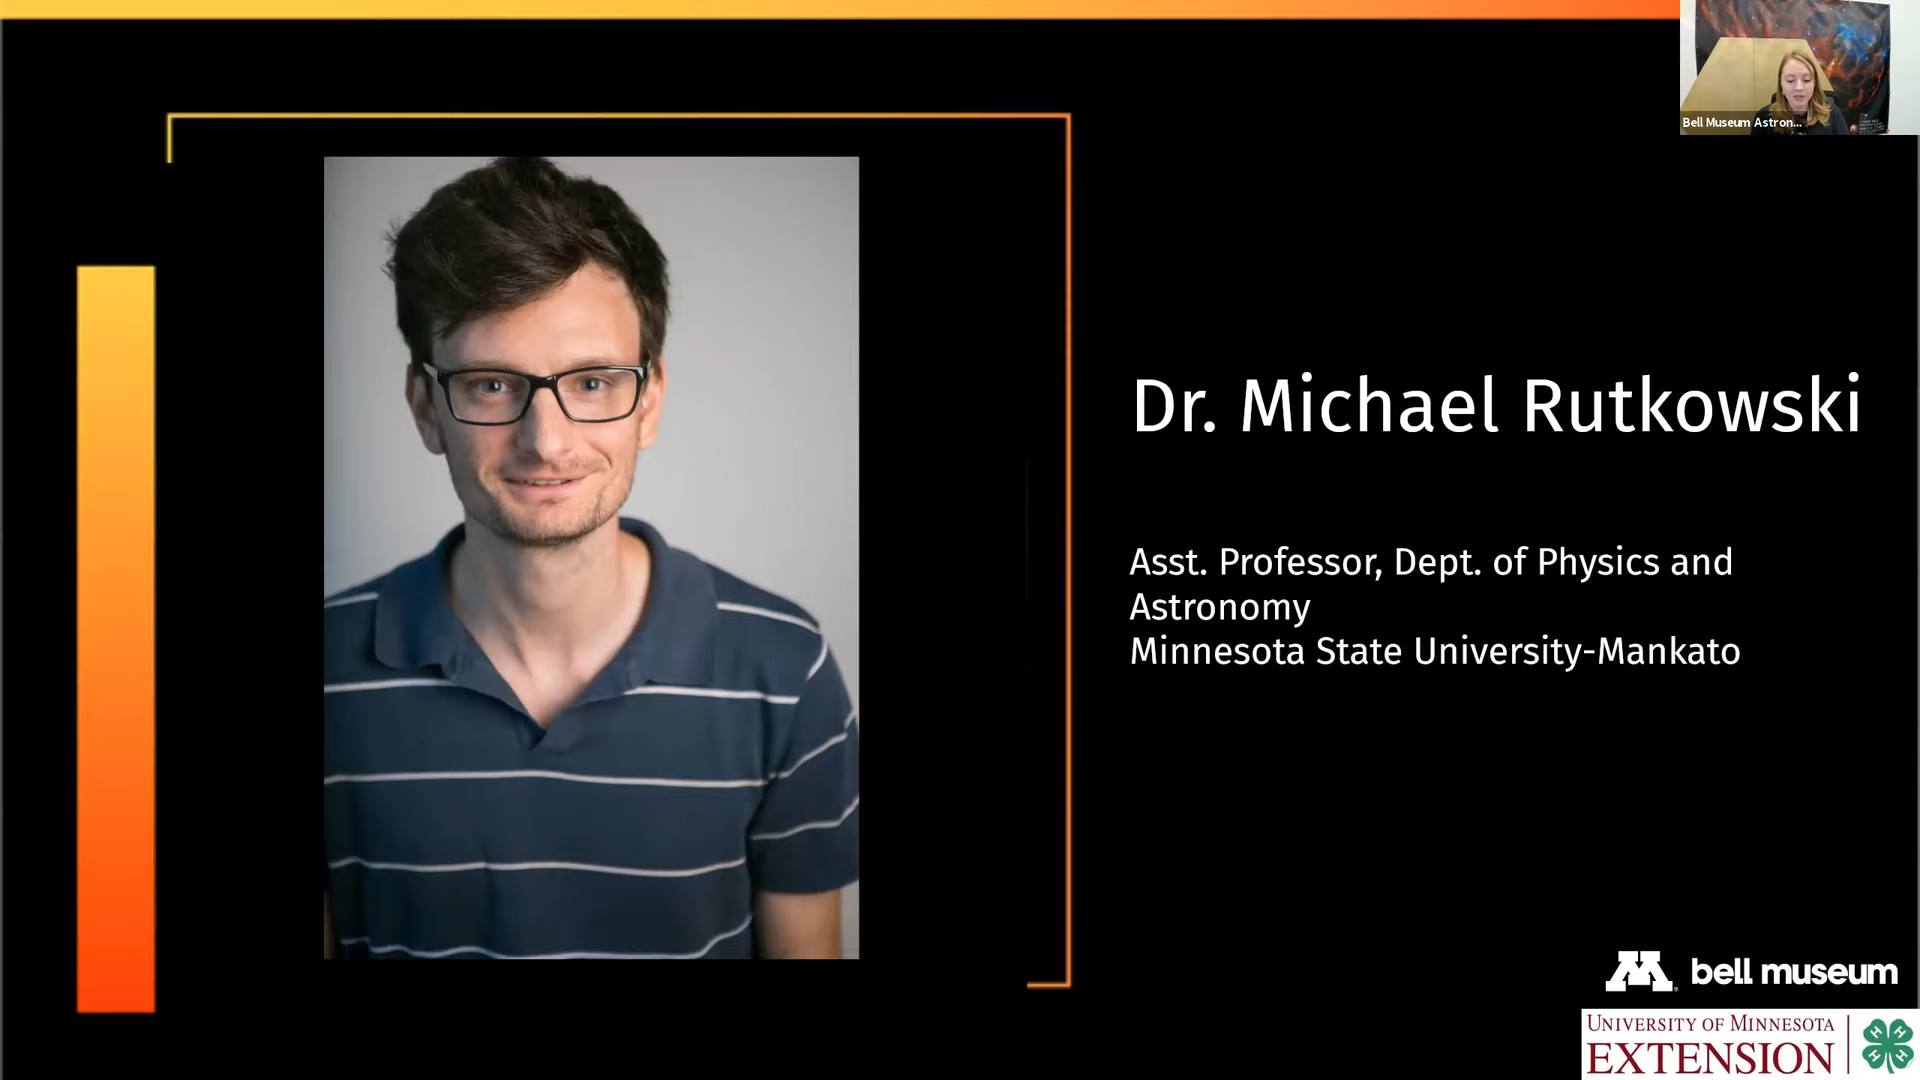 Bell Museum Astron...
Dr. Michael Rutkowski
Asst. Professor, Dept. of Physics and
Astronomy
Minnesota State University-Mankato
M bell museum
UNIVERSITY OF MINNESOTA
EXTENSION
H H H H